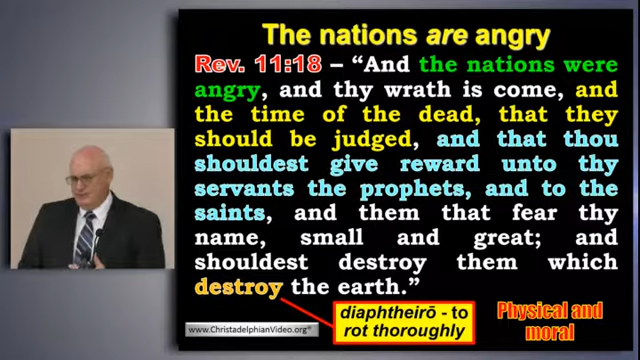 The nations are angry
Rev. 11:18 – “And the nations were
angry, and thy wrath is come, and
the time of the dead, that they
should be judged, and that thou
shouldest give reward unto thy
servants the prophets, and to the
saints, and them that fear thy
name, small and great; and
shouldest destroy them which
destroy the earth.”
diaphtheirō - to
rot thoroughly
Physical and
moral
www.ChristadelphianVideo.org®